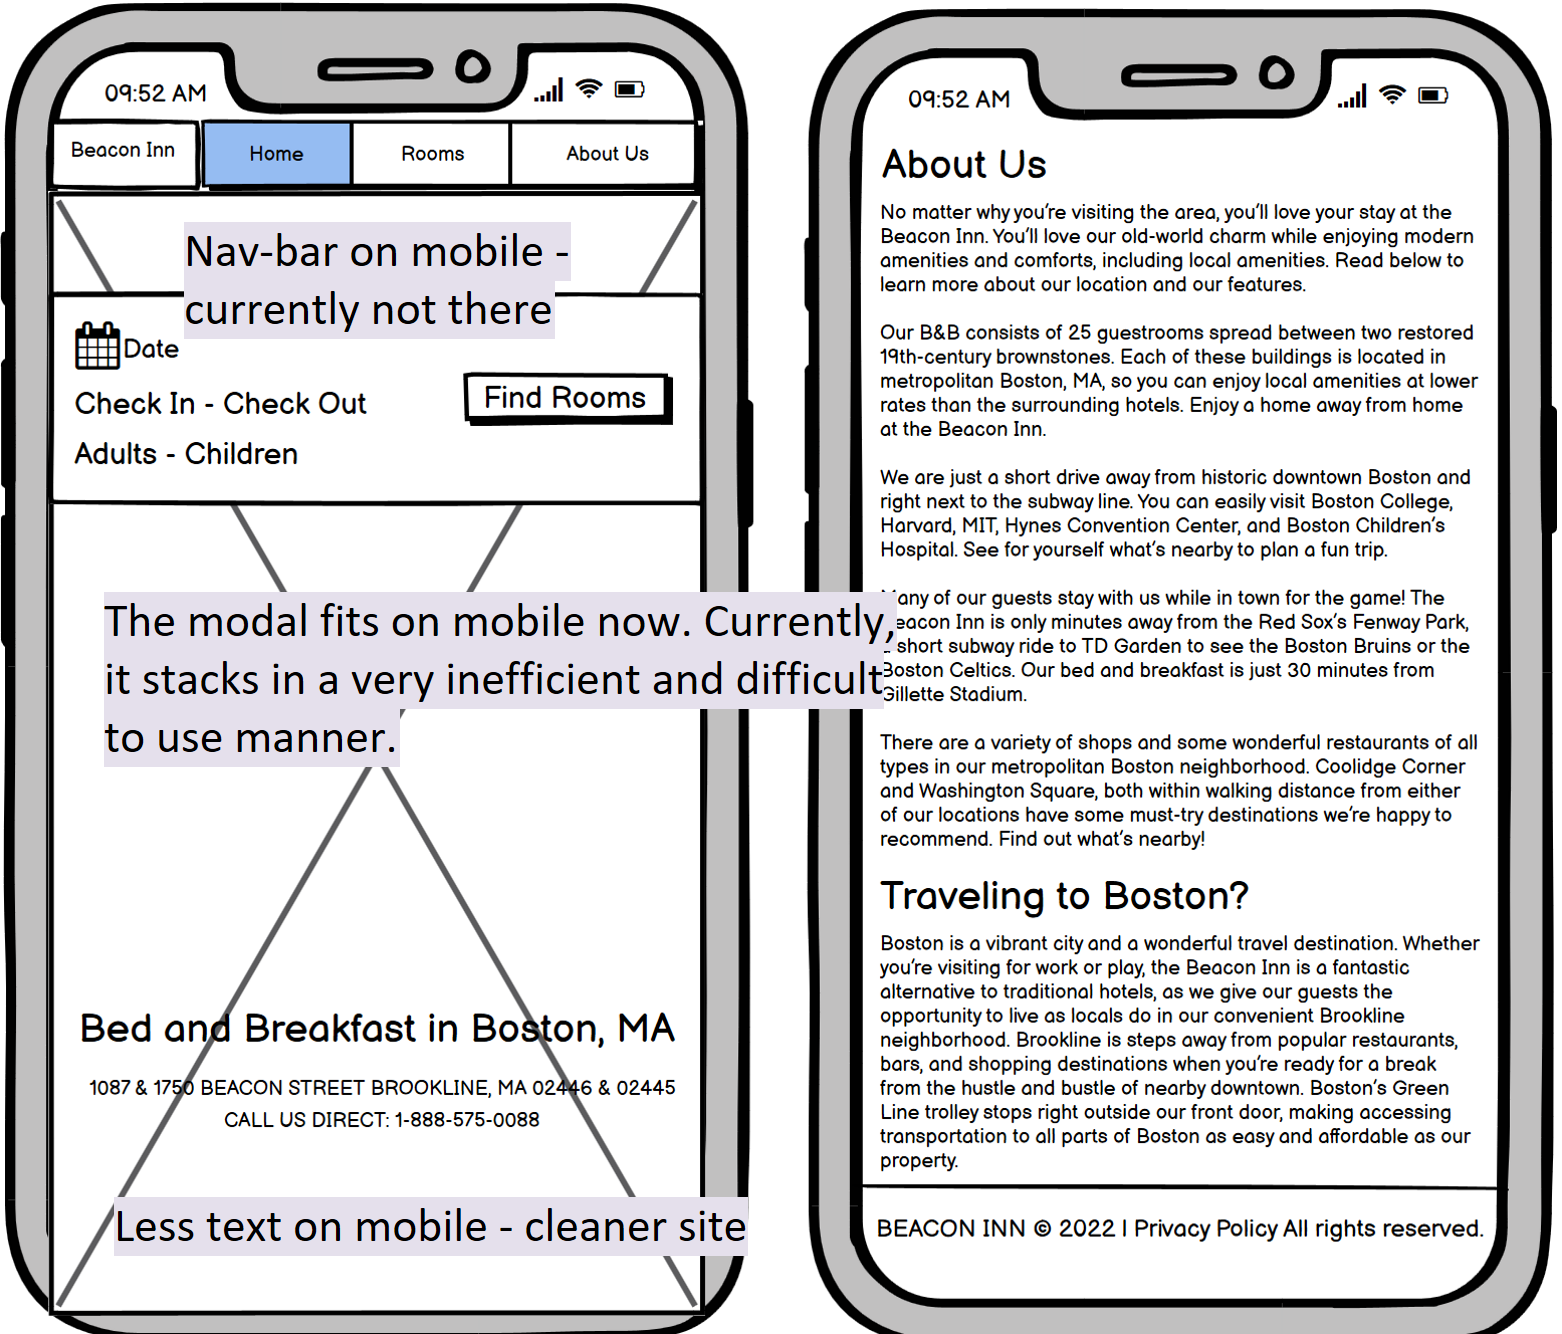 09:52 AM
Beacon Inn
Home
Rooms
About Us
Nav-bar on mobile -
currently not there
Date
Check In - Check Out
Find Rooms
Adults - Children
The modal fits on mobile now. Currently,
it stacks in a very inefficient and difficult
to use manner.
Bed and Breakfast in Boston, MA
1087 & 1750 BEACON STREET BROOKLINE, MA 02446 & 02445
CALL US DIRECT: 1-888-575-0088
Less text on mobile - cleaner site
09:52 AM
About Us
No matter why you're visiting the area, you'll love your stay at the
Beacon Inn. You'll love our old-world charm while enjoying modern
amenities and comforts, including local amenities. Read below to
learn more about our location and our features.
Our B&B consists of 25 guestrooms spread between two restored
19th-century brownstones. Each of these buildings is located in
metropolitan Boston, MA, so you can enjoy local amenities at lower
rates than the surrounding hotels. Enjoy a home away from home
at the Beacon Inn.
We are just a short drive away from historic downtown Boston and
right next to the subway line. You can easily visit Boston College,
Harvard, MIT, Hynes Convention Center, and Boston Children's
Hospital. See for yourself what's nearby to plan a fun trip.
Many of our guests stay with us while in town for the game! The
Beacon Inn is only minutes away from the Red Sox's Fenway Park,
a short subway ride to TD Garden to see the Boston Bruins or the
Boston Celtics. Our bed and breakfast is just 30 minutes from
Gillette Stadium.
There are a variety of shops and some wonderful restaurants of all
types in our metropolitan Boston neighborhood. Coolidge Corner
and Washington Square, both within walking distance from either
of our locations have some must-try destinations we're happy to
recommend. Find out what's nearby!
Traveling to Boston?
Boston is a vibrant city and a wonderful travel destination. Whether
you're visiting for work or play, the Beacon Inn is a fantastic
alternative to traditional hotels, as we give our guests the
opportunity to live as locals do in our convenient Brookline
neighborhood. Brookline is steps away from popular restaurants,
bars, and shopping destinations when you're ready for a break
from the hustle and bustle of nearby downtown. Boston's Green
Line trolley stops right outside our front door, making accessing
transportation to all parts of Boston as easy and affordable as our
property.
BEACON INN © 2022 | Privacy Policy All rights reserved.